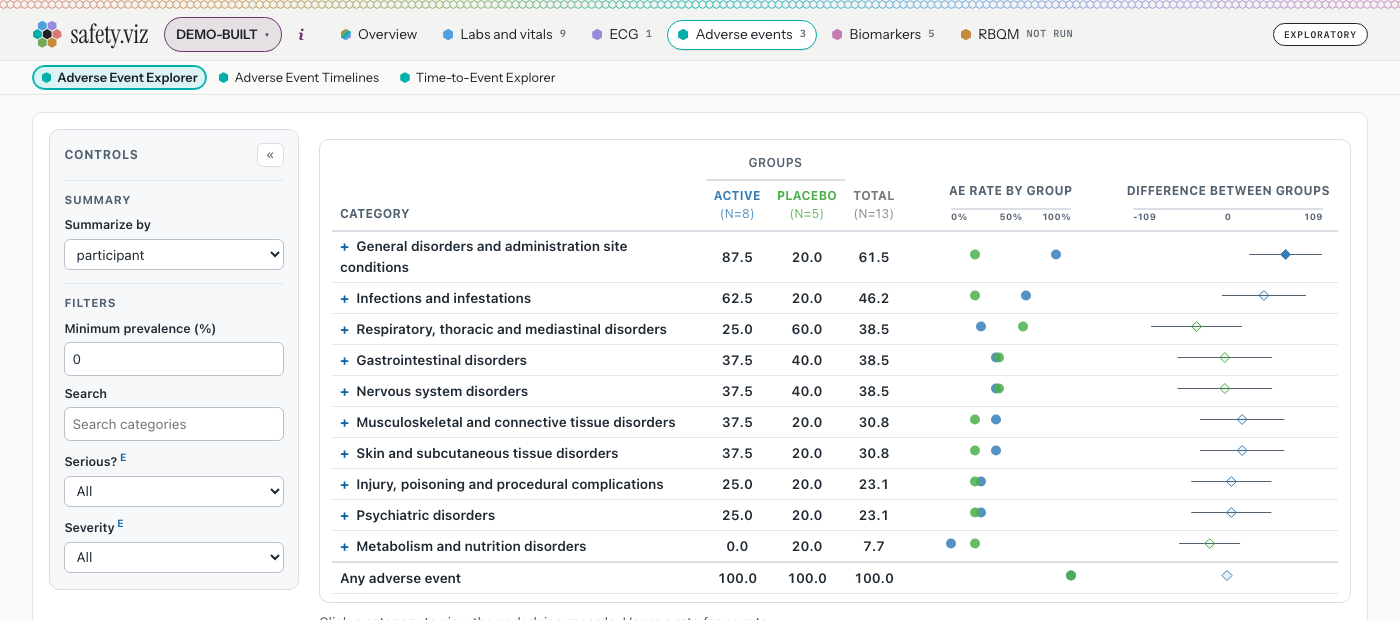 safety.viz
DEMO-BUILT
i
Overview
Labs and vitals 9
ECG 1
Adverse events 3
Biomarkers 5
RBQM NOT RUN
EXPLORATORY
Adverse Event Explorer
Adverse Event Timelines
Time-to-Event Explorer
CONTROLS «
SUMMARY
Summarize by
participant
FILTERS
Minimum prevalence (%)
0
Search
Search categories
Serious? E
All
Severity E
All
GROUPS
CATEGORY
ACTIVE PLACEBO TOTAL AE RATE BY GROUP DIFFERENCE BETWEEN GROUPS
(N=8) (N=5) (N=13) 0% 50% 100% -109 0 109
+ General disorders and administration site
conditions
87.5 20.0 61.5
+ Infections and infestations 62.5 20.0 46.2
+ Respiratory, thoracic and mediastinal disorders 25.0 60.0 38.5
+ Gastrointestinal disorders 37.5 40.0 38.5
+ Nervous system disorders 37.5 40.0 38.5
+ Musculoskeletal and connective tissue disorders 37.5 20.0 30.8
+ Skin and subcutaneous tissue disorders 37.5 20.0 30.8
+ Injury, poisoning and procedural complications 25.0 20.0 23.1
+ Psychiatric disorders 25.0 20.0 23.1
+ Metabolism and nutrition disorders 0.0 20.0 7.7
Any adverse event 100.0 100.0 100.0